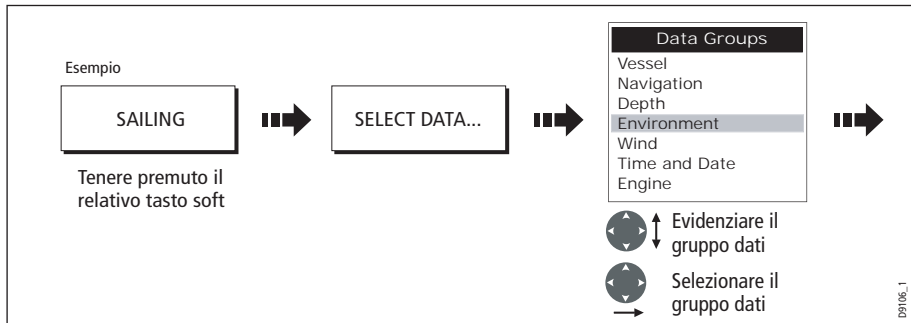 Esempio
SAILING
Tenere premuto il
relativo tasto soft
SELECT DATA...
Data Groups
Vessel
Navigation
Depth
Environment
Wind
Time and Date
Engine
Evidenziare il
gruppo dati
Selezionare il
gruppo dati
D9106_1